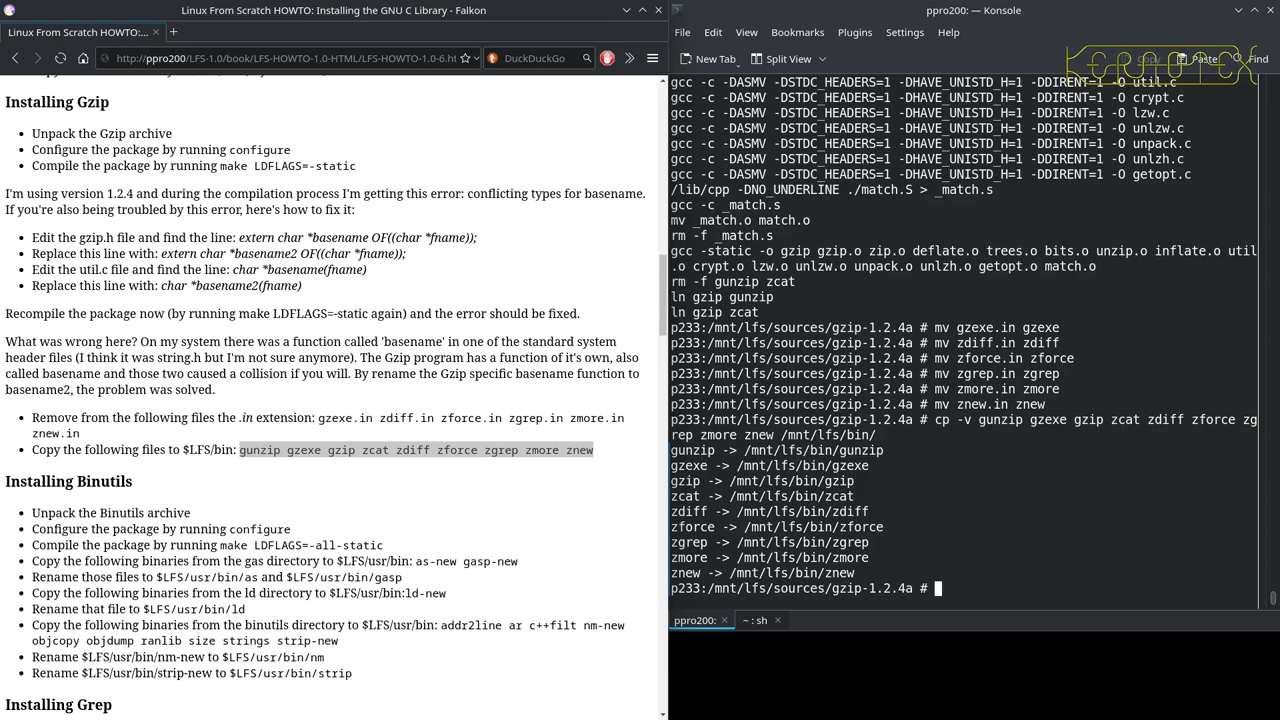 Linux From Scratch HOWTO: Installing the GNU C Library - Falkon
Linux From Scratch HOWTO:...
http://ppro200/LFS-1.0/book/LFS-HOWTO-1.0-HTML/LFS-HOWTO-1.0-6.ht
DuckDuckGo
Installing Gzip
• Unpack the Gzip archive
• Configure the package by running configure
• Compile the package by running make LDFLAGS=-static
I'm using version 1.2.4 and during the compilation process I'm getting this error: conflicting types for basename.
If you're also being troubled by this error, here's how to fix it:
• Edit the gzip.h file and find the line: extern char *basename OF((char *fname));
• Replace this line with: extern char *basename2 OF((char *fname));
• Edit the util.c file and find the line: char *basename(fname)
• Replace this line with: char *basename2(fname)
Recompile the package now (by running make LDFLAGS=-static again) and the error should be fixed.
What was wrong here? On my system there was a function called 'basename' in one of the standard system
header files (I think it was string.h but I'm not sure anymore). The Gzip program has a function of it's own, also
called basename and those two caused a collision if you will. By rename the Gzip specific basename function to
basename2, the problem was solved.
• Remove from the following files the .in extension: gzexe.in zdiff.in zforce.in zgrep.in zmore.in
znew.in
• Copy the following files to $LFS/bin: gunzip gzexe gzip zcat zdiff zforce zgrep zmore znew
Installing Binutils
• Unpack the Binutils archive
• Configure the package by running configure
• Compile the package by running make LDFLAGS=-all-static
• Copy the following binaries from the gas directory to $LFS/usr/bin: as-new gasp-new
• Rename those files to $LFS/usr/bin/as and $LFS/usr/bin/gasp
• Copy the following binaries from the ld directory to $LFS/usr/bin:ld-new
• Rename that file to $LFS/usr/bin/ld
• Copy the following binaries from the binutils directory to $LFS/usr/bin: addr2line ar c++filt nm-new
objcopy objdump ranlib size strings strip-new
• Rename $LFS/usr/bin/nm-new to $LFS/usr/bin/nm
• Rename $LFS/usr/bin/strip-new to $LFS/usr/bin/strip
Installing Grep
ppro200: — Konsole
File Edit View Bookmarks Plugins Settings Help
New Tab Split View Copy Paste Find
gcc -c -DASMV -DSTDC_HEADERS=1 -DHAVE_UNISTD_H=1 -DDIRENT=1 -O util.c
gcc -c -DASMV -DSTDC_HEADERS=1 -DHAVE_UNISTD_H=1 -DDIRENT=1 -O crypt.c
gcc -c -DASMV -DSTDC_HEADERS=1 -DHAVE_UNISTD_H=1 -DDIRENT=1 -O lzw.c
gcc -c -DASMV -DSTDC_HEADERS=1 -DHAVE_UNISTD_H=1 -DDIRENT=1 -O unlzw.c
gcc -c -DASMV -DSTDC_HEADERS=1 -DHAVE_UNISTD_H=1 -DDIRENT=1 -O unpack.c
gcc -c -DASMV -DSTDC_HEADERS=1 -DHAVE_UNISTD_H=1 -DDIRENT=1 -O unlzh.c
gcc -c -DASMV -DSTDC_HEADERS=1 -DHAVE_UNISTD_H=1 -DDIRENT=1 -O getopt.c
/lib/cpp -DNO_UNDERLINE ./match.S > _match.s
gcc -c _match.s
mv _match.o match.o
rm -f _match.s
gcc -static -o gzip gzip.o zip.o deflate.o trees.o bits.o unzip.o inflate.o util
.o crypt.o lzw.o unlzw.o unpack.o unlzh.o getopt.o match.o
rm -f gunzip zcat
ln gzip gunzip
ln gzip zcat
p233:/mnt/lfs/sources/gzip-1.2.4a # mv gzexe.in gzexe
p233:/mnt/lfs/sources/gzip-1.2.4a # mv zdiff.in zdiff
p233:/mnt/lfs/sources/gzip-1.2.4a # mv zforce.in zforce
p233:/mnt/lfs/sources/gzip-1.2.4a # mv zgrep.in zgrep
p233:/mnt/lfs/sources/gzip-1.2.4a # mv zmore.in zmore
p233:/mnt/lfs/sources/gzip-1.2.4a # mv znew.in znew
p233:/mnt/lfs/sources/gzip-1.2.4a # cp -v gunzip gzexe gzip zcat zdiff zforce zg
rep zmore znew /mnt/lfs/bin/
gunzip -> /mnt/lfs/bin/gunzip
gzexe -> /mnt/lfs/bin/gzexe
gzip -> /mnt/lfs/bin/gzip
zcat -> /mnt/lfs/bin/zcat
zdiff -> /mnt/lfs/bin/zdiff
zforce -> /mnt/lfs/bin/zforce
zgrep -> /mnt/lfs/bin/zgrep
zmore -> /mnt/lfs/bin/zmore
znew -> /mnt/lfs/bin/znew
p233:/mnt/lfs/sources/gzip-1.2.4a #
ppro200:
~ : sh